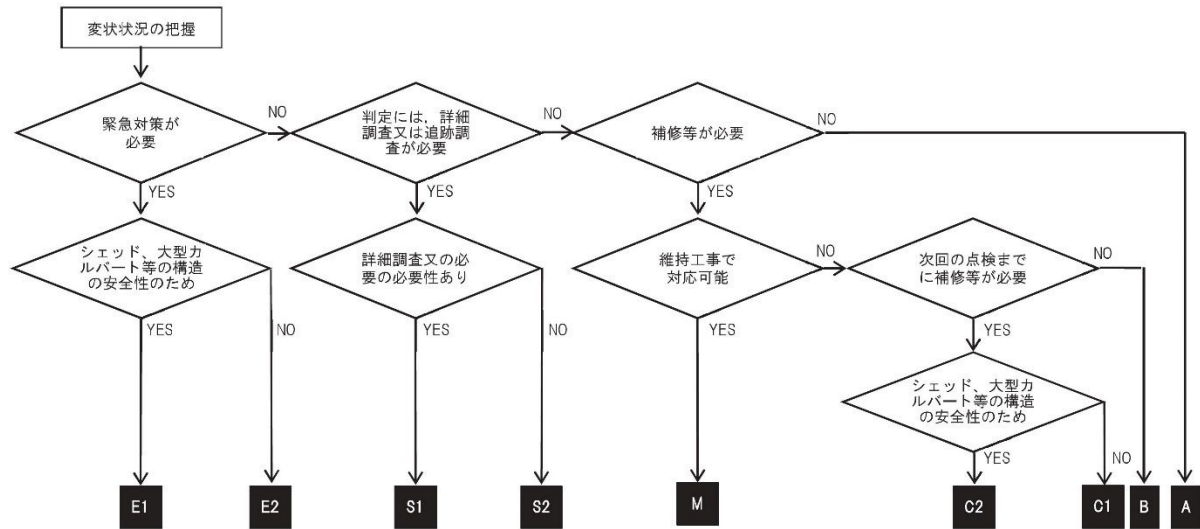 変状状況の把握
緊急対策が
必要
NO
判定には，詳細
調査又は追跡調
査が必要
NO
補修等が必要
NO
YES
YES
YES
シェッド、大型カ
ルバート等の構造
の安全性のため
詳細調査又の必
要の必要性あり
維持工事で
対応可能
NO
次回の点検まで
に補修等が必要
NO
YES
NO
YES
NO
YES
YES
シェッド、大型カ
ルバート等の構造
の安全性のため
YES
NO
E1
E2
S1
S2
M
C2
C1
B
A